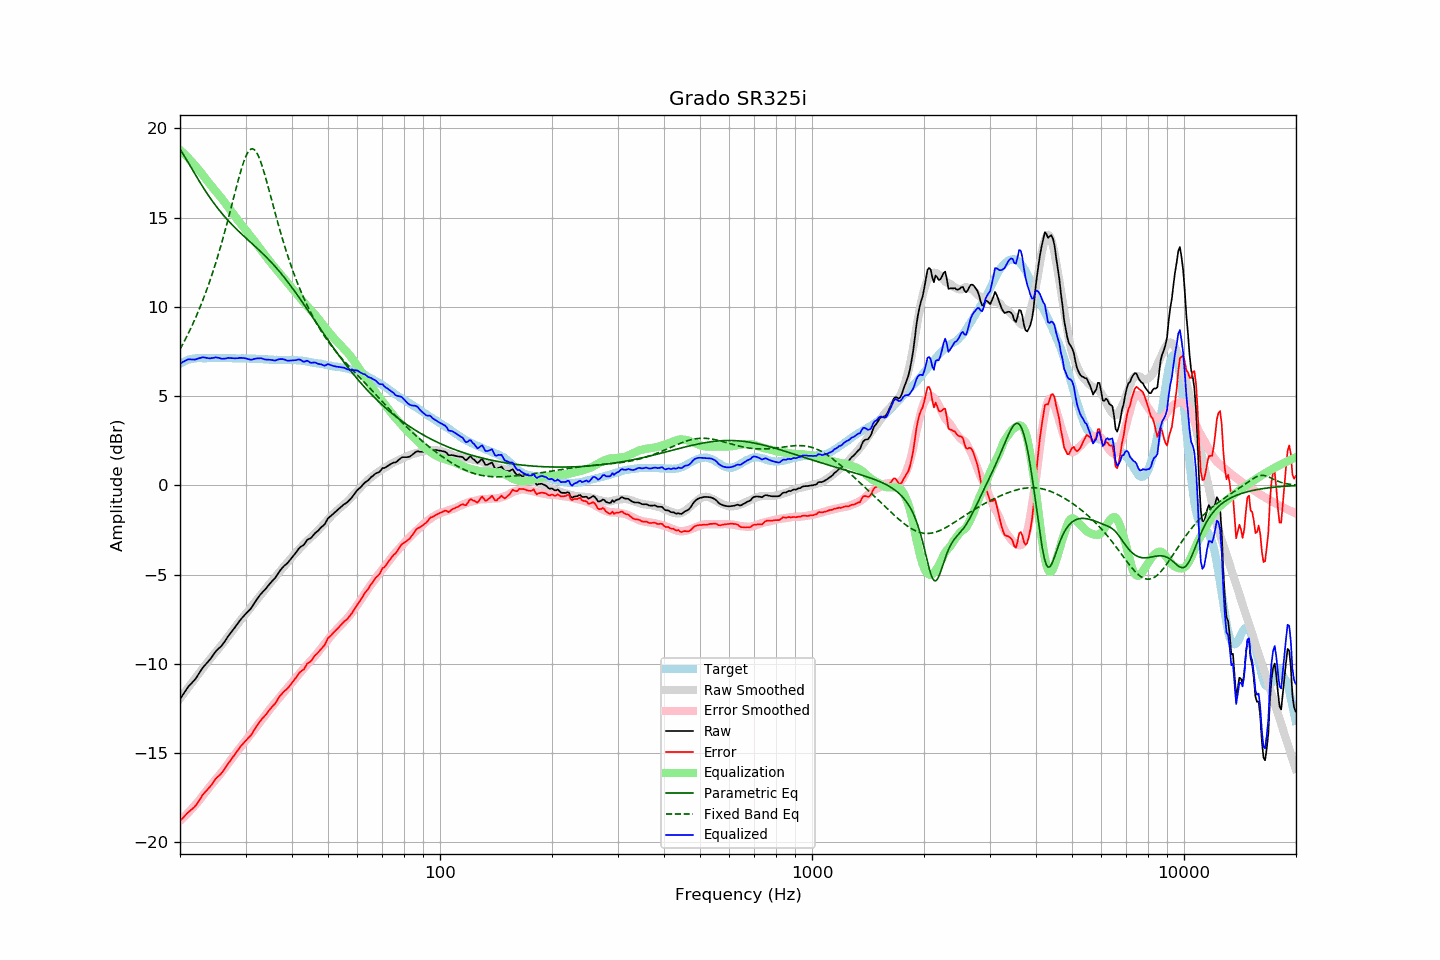 Grado SR325i
20
15
10
5
0
−5
−10
−15
−20
Amplitude (dBr)
Target
Raw Smoothed
Error Smoothed
Raw
Error
Equalization
Parametric Eq
Fixed Band Eq
Equalized
100
1000
10000
Frequency (Hz)